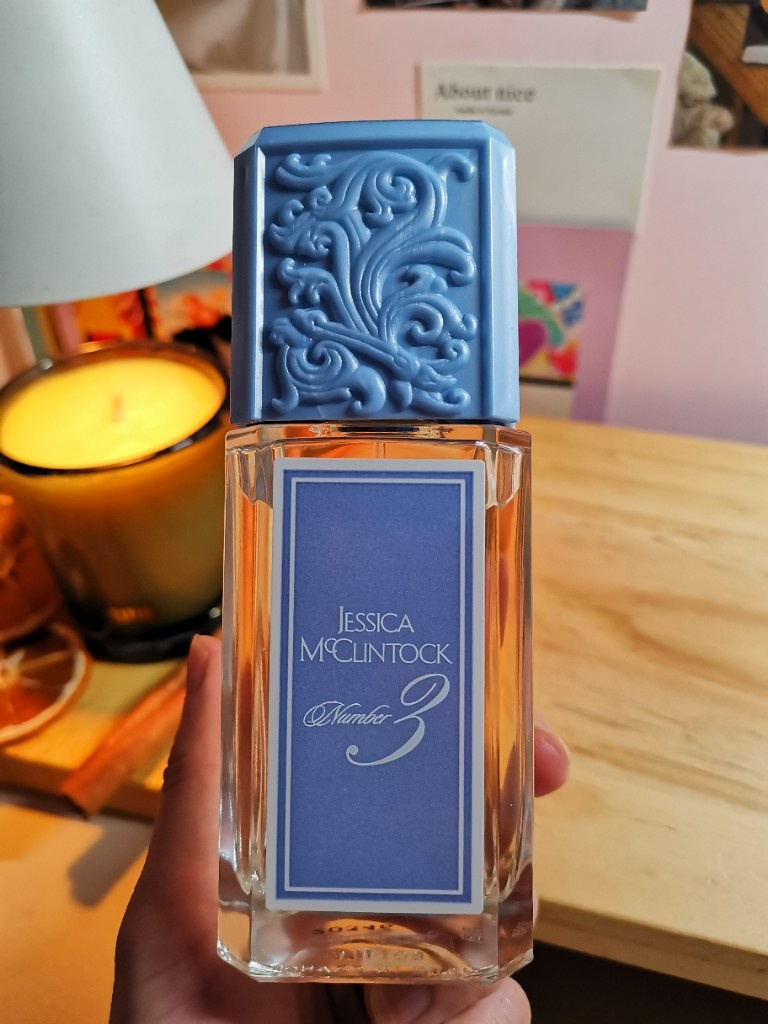 About nice
JESSICA
McCLINTOCK
Number 3